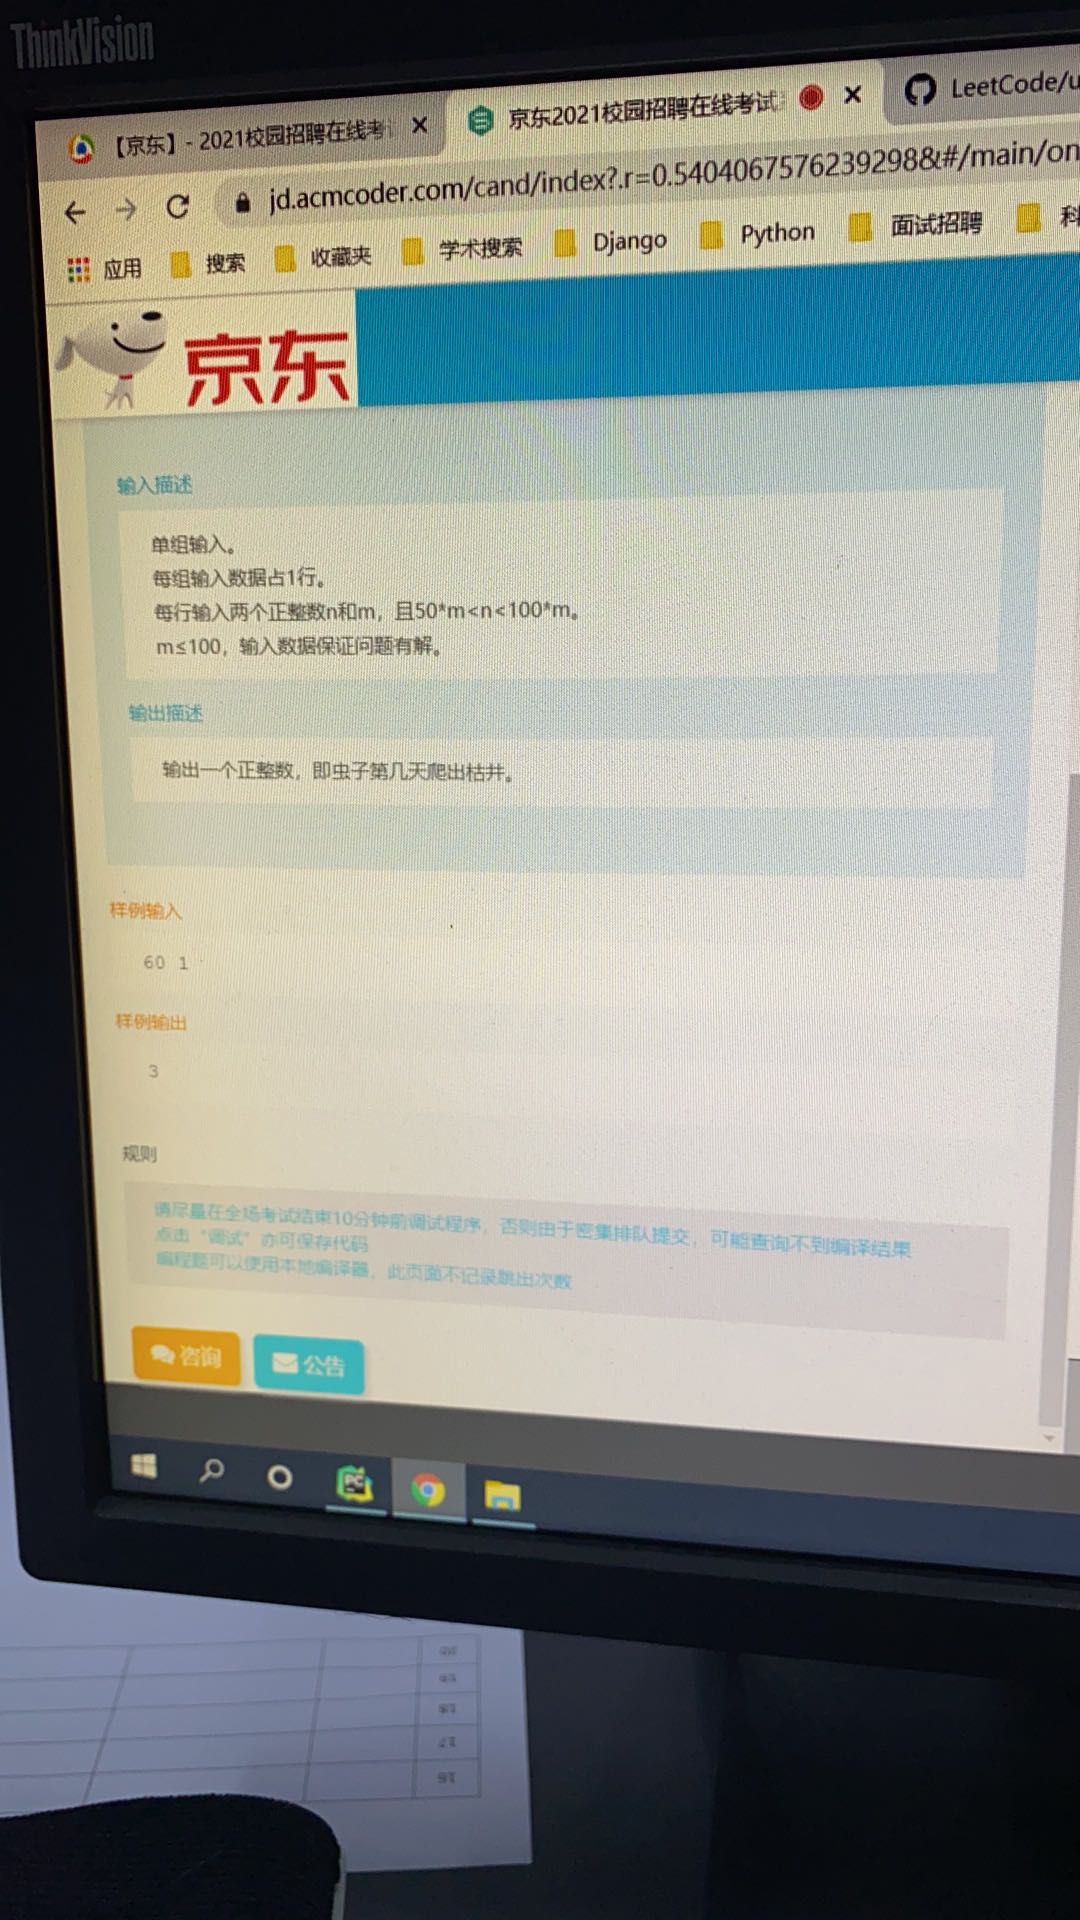 ThinkVision
【京东】- 2021校园招聘在线考
京东2021校园招聘在线考试
LeetCode/u
jd.acmcoder.com/cand/index?.r=0.5404067576239298&#/main/on
应用 搜索 收藏夹 学术搜索 Django Python 面试招聘 科
京东
输入描述
单组输入。
每组输入数据占1行。
每行输入两个正整数n和m，且50*m<n<100*m。
m≤100，输入数据保证问题有解。
输出描述
输出一个正整数，即虫子第几天爬出枯井。
样例输入
60 1
样例输出
3
规则
请尽量在全场考试结束10分钟前调试程序，否则由于密集排队提交，可能查询不到编译结果
点击“调试”亦可保存代码
编程题可以使用本地编译器，此页面不记录跳出次数
咨询 公告
PC
17
16